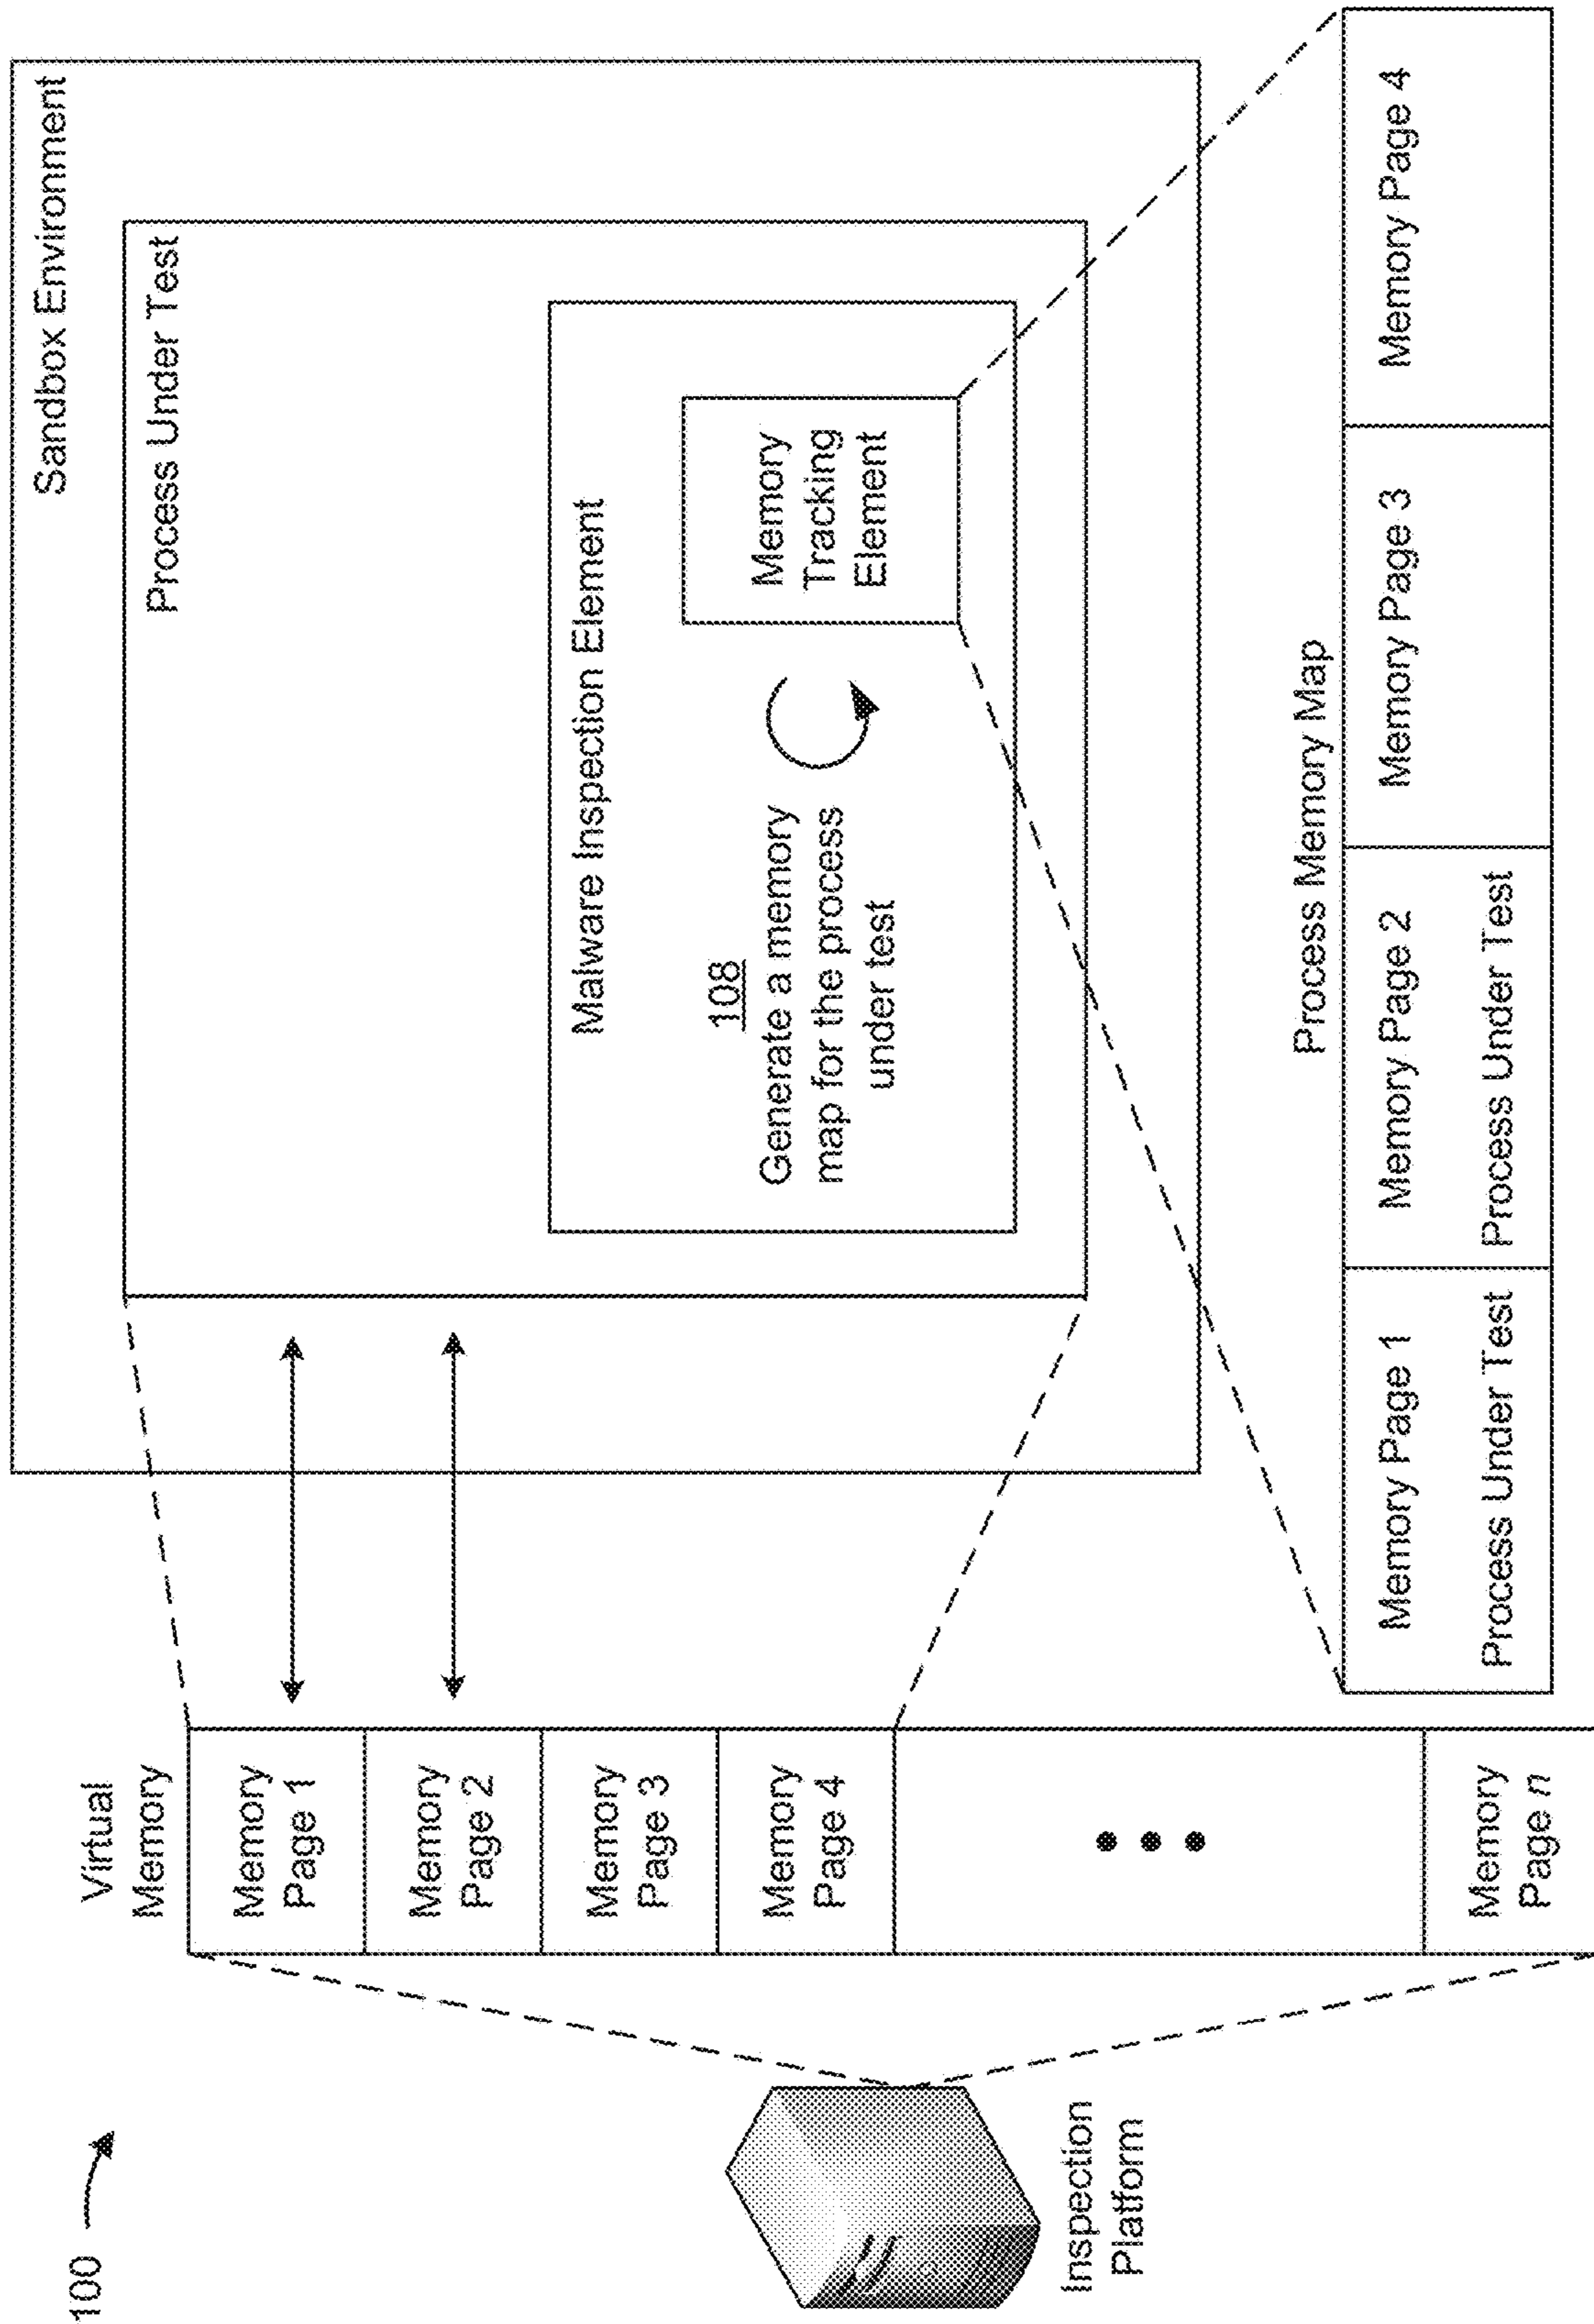 100
Inspection
Platform
Virtual
Memory
Memory
Page 1
Memory
Page 2
Memory
Page 3
Memory
Page 4
Memory
Page n
Sandbox Environment
Process Under Test
Malware Inspection Element
108
Generate a memory
map for the process
under test
Memory
Tracking
Element
Process Memory Map
Memory Page 1
Process Under Test
Memory Page 2
Process Under Test
Memory Page 3
Memory Page 4